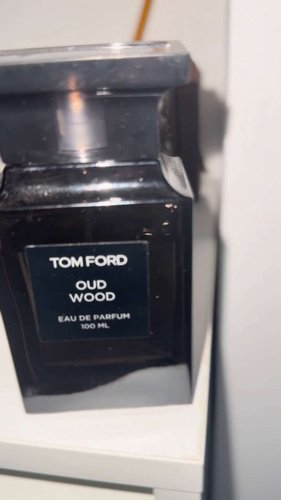 TOM FORD
OUD
WOOD
EAU DE PARFUM
100 ML